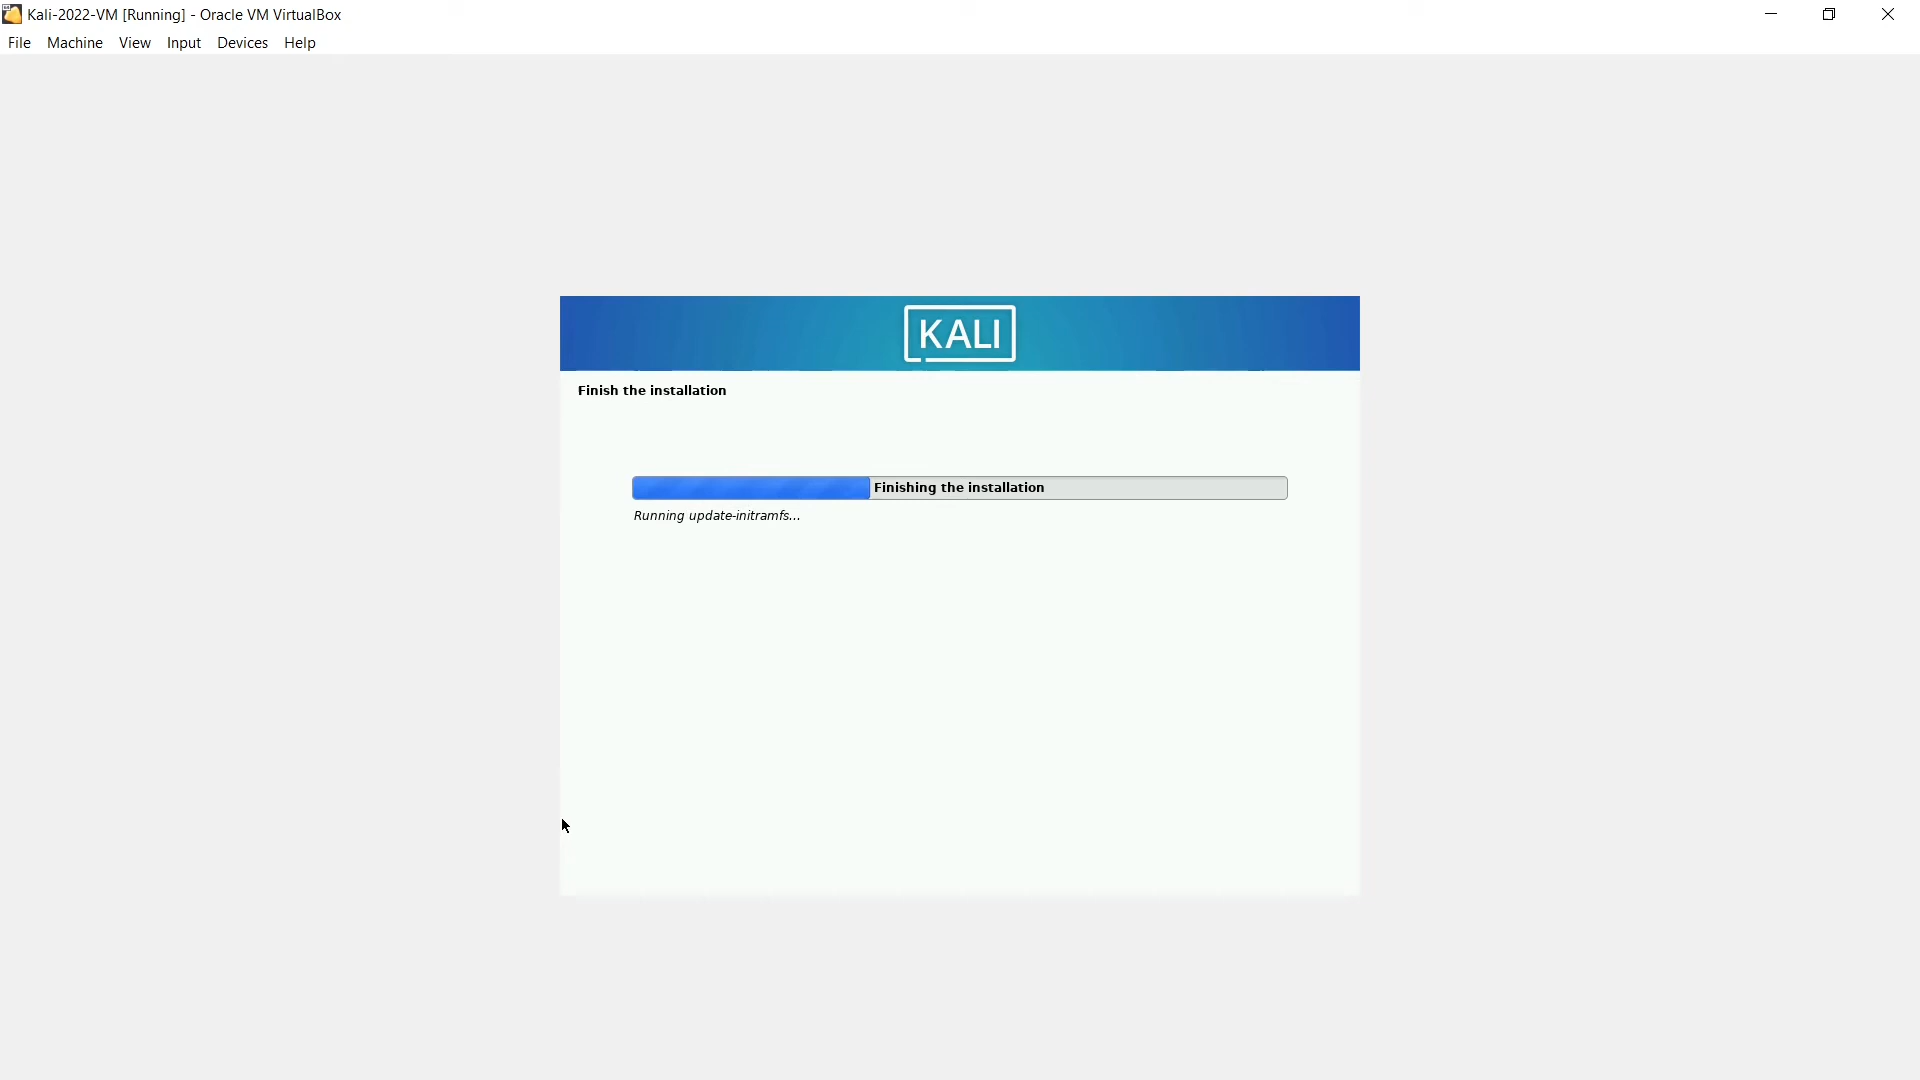 Kali-2022-VM [Running] - Oracle VM VirtualBox
File Machine View Input Devices Help
KALI
Finish the installation
Finishing the installation
Running update-initramfs...